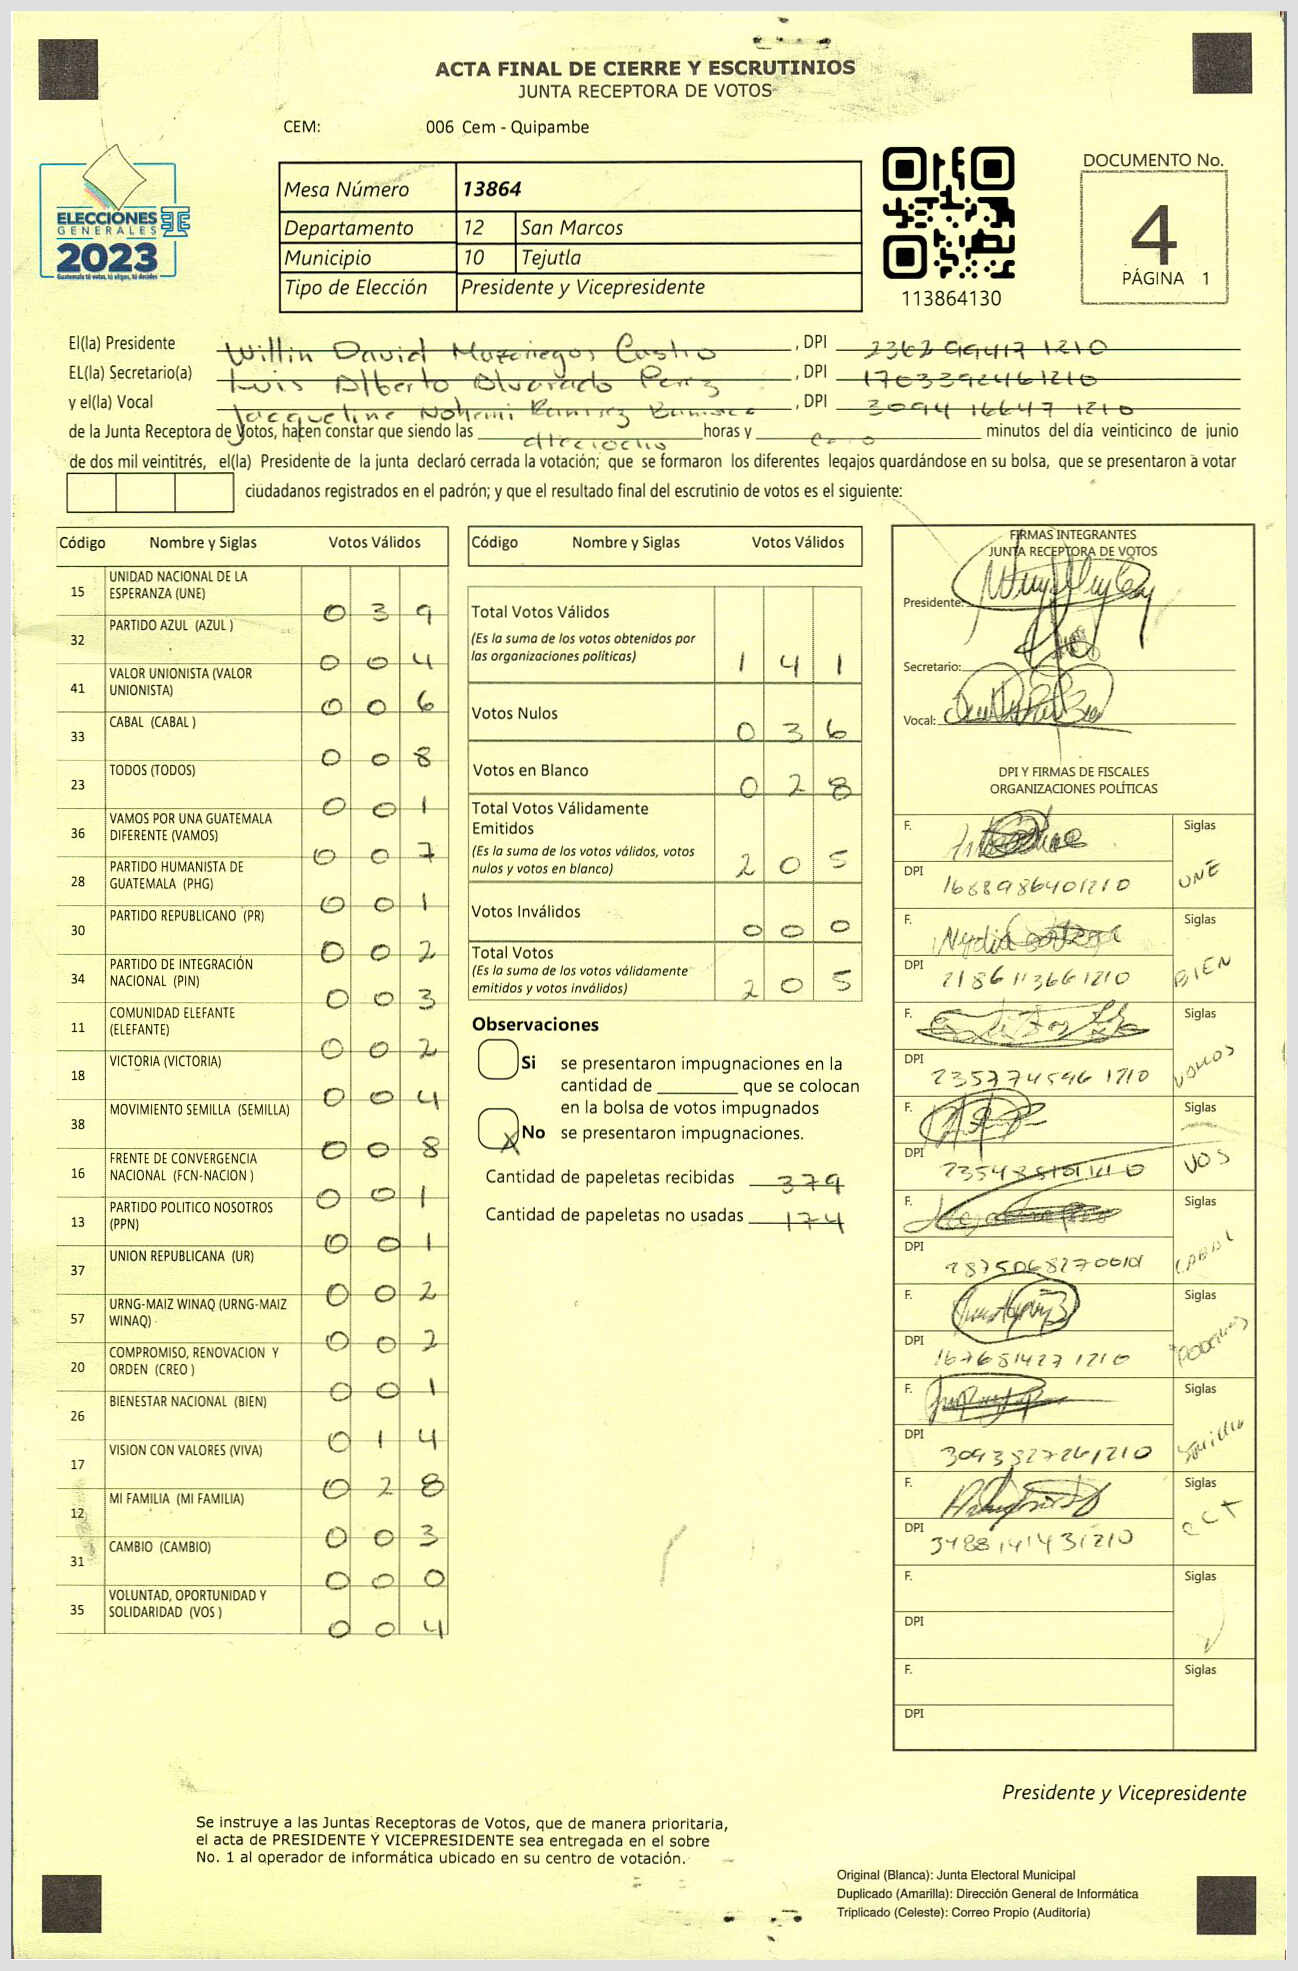 ACTA FINAL DE CIERRE Y ESCRUTINIOS
JUNTA RECEPTORA DE VOTOS
CEM: 006 Cem - Quipambe
ELECCIONES
GENERALES
2023
Guatemala tú votas, tú eliges, tú decides
Mesa Número 13864
Departamento 12 San Marcos
Municipio 10 Tejutla
Tipo de Elección Presidente y Vicepresidente
113864130
DOCUMENTO No.
4
PÁGINA 1
El(la) Presidente Willin David Mazariegos Castro, DPI 2362 99417 1210
EL(la) Secretario(a) Luis Alberto Alvarado Perez, DPI 1703392461210
y el(la) Vocal Jacqueline Nohemi Ramirez, DPI 3094 16647 1210
de la Junta Receptora de Votos, hacen constar que siendo las dieciocho horas y cero minutos del día veinticinco de junio
de dos mil veintitrés, el(la) Presidente de la junta declaró cerrada la votación; que se formaron los diferentes legajos quardándose en su bolsa, que se presentaron a votar
ciudadanos registrados en el padrón; y que el resultado final del escrutinio de votos es el siguiente:
Código Nombre y Siglas Votos Válidos
15 UNIDAD NACIONAL DE LA
ESPERANZA (UNE) 0 3 9
32 PARTIDO AZUL (AZUL ) 0 0 4
41 VALOR UNIONISTA (VALOR
UNIONISTA) 0 0 6
33 CABAL (CABAL ) 0 0 8
23 TODOS (TODOS) 0 0 1
36 VAMOS POR UNA GUATEMALA
DIFERENTE (VAMOS) 0 0 7
28 PARTIDO HUMANISTA DE
GUATEMALA (PHG) 0 0 1
30 PARTIDO REPUBLICANO (PR) 0 0 2
34 PARTIDO DE INTEGRACIÓN
NACIONAL (PIN) 0 0 3
11 COMUNIDAD ELEFANTE
(ELEFANTE) 0 0 2
18 VICTORIA (VICTORIA) 0 0 4
38 MOVIMIENTO SEMILLA (SEMILLA) 0 0 8
16 FRENTE DE CONVERGENCIA
NACIONAL (FCN-NACION ) 0 0 1
13 PARTIDO POLITICO NOSOTROS
(PPN) 0 0 1
37 UNION REPUBLICANA (UR) 0 0 2
57 URNG-MAIZ WINAQ (URNG-MAIZ
WINAQ) 0 0 2
20 COMPROMISO, RENOVACION Y
ORDEN (CREO ) 0 0 1
26 BIENESTAR NACIONAL (BIEN) 0 1 4
17 VISION CON VALORES (VIVA) 0 2 8
12 MI FAMILIA (MI FAMILIA) 0 0 3
31 CAMBIO (CAMBIO) 0 0 0
35 VOLUNTAD, OPORTUNIDAD Y
SOLIDARIDAD (VOS ) 0 0 4
Código Nombre y Siglas Votos Válidos
Total Votos Válidos
(Es la suma de los votos obtenidos por
las organizaciones políticas) 1 4 1
Votos Nulos 0 3 6
Votos en Blanco 0 2 8
Total Votos Válidamente
Emitidos
(Es la suma de los votos válidos, votos
nulos y votos en blanco) 2 0 5
Votos Inválidos 0 0 0
Total Votos
(Es la suma de los votos válidamente
emitidos y votos inválidos) 2 0 5
Observaciones
Si se presentaron impugnaciones en la
cantidad de que se colocan
en la bolsa de votos impugnados
X No se presentaron impugnaciones.
Cantidad de papeletas recibidas 379
Cantidad de papeletas no usadas 174
FIRMAS INTEGRANTES
JUNTA RECEPTORA DE VOTOS
Presidente:
Secretario:
Vocal:
DPI Y FIRMAS DE FISCALES
ORGANIZACIONES POLÍTICAS
F. Siglas
DPI 1668986401210 UNE
F. Siglas
DPI 2186113661210 BIEN
F. Siglas
DPI 235774596 1210 VAMOS
F. Siglas
DPI VOS
F. Siglas
DPI 2875068270101 CABAL
F. Siglas
DPI 167681427 1210 PODEMOS
F. Siglas
DPI 3093527261210 Semilla
F. Siglas
DPI 3488141431210
F. Siglas
DPI
F. Siglas
DPI
Presidente y Vicepresidente
Se instruye a las Juntas Receptoras de Votos, que de manera prioritaria,
el acta de PRESIDENTE Y VICEPRESIDENTE sea entregada en el sobre
No. 1 al operador de informática ubicado en su centro de votación.
Original (Blanca): Junta Electoral Municipal
Duplicado (Amarilla): Dirección General de Informática
Triplicado (Celeste): Correo Propio (Auditoría)